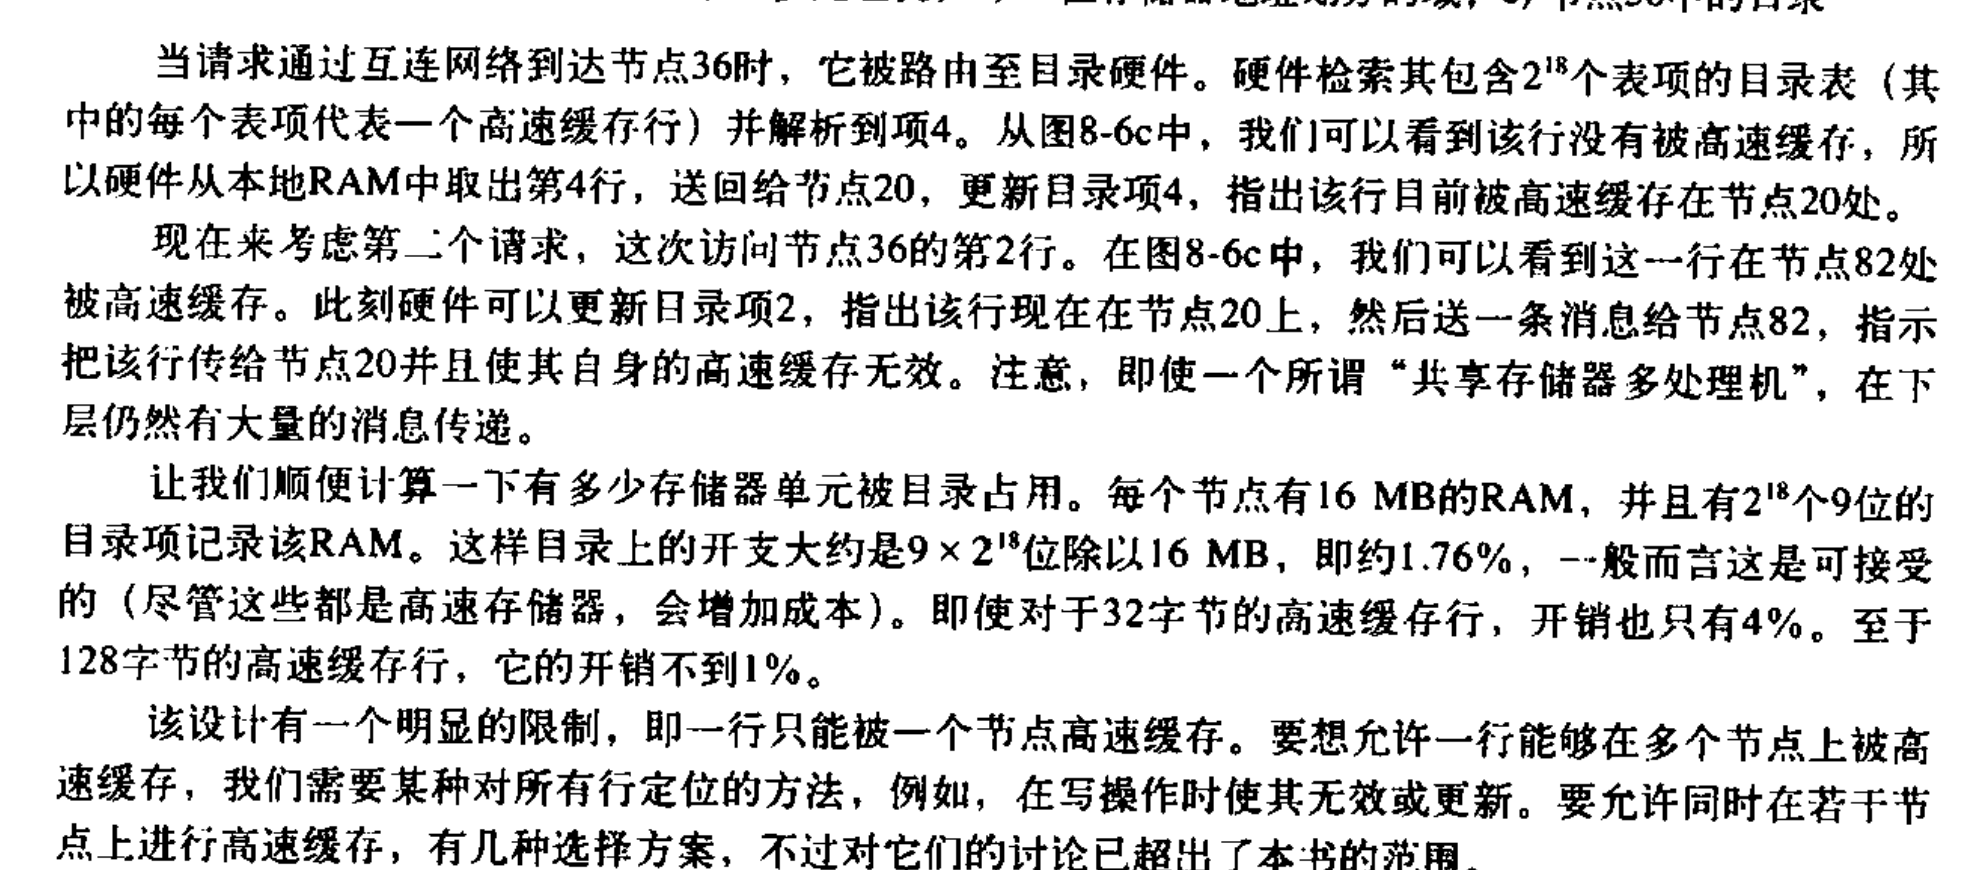 节点36中的目录
当请求通过互连网络到达节点36时，它被路由至目录硬件。硬件检索其包含2¹⁸个表项的目录表（其
中的每个表项代表一个高速缓存行）并解析到项4。从图8-6c中，我们可以看到该行没有被高速缓存，所
以硬件从本地RAM中取出第4行，送回给节点20，更新目录项4，指出该行目前被高速缓存在节点20处。
现在来考虑第二个请求，这次访问节点36的第2行。在图8-6c中，我们可以看到这一行在节点82处
被高速缓存。此刻硬件可以更新目录项2，指出该行现在在节点20上，然后送一条消息给节点82，指示
把该行传给节点20并且使其自身的高速缓存无效。注意，即使一个所谓“共享存储器多处理机”，在下
层仍然有大量的消息传递。
让我们顺便计算一下有多少存储器单元被目录占用。每个节点有16 MB的RAM，并且有2¹⁸个9位的
目录项记录该RAM。这样目录上的开支大约是9×2¹⁸位除以16 MB，即约1.76%，一般而言这是可接受
的（尽管这些都是高速存储器，会增加成本）。即使对于32字节的高速缓存行，开销也只有4%。至于
128字节的高速缓存行，它的开销不到1%。
该设计有一个明显的限制，即一行只能被一个节点高速缓存。要想允许一行能够在多个节点上被高
速缓存，我们需要某种对所有行定位的方法，例如，在写操作时使其无效或更新。要允许同时在若干节
点上进行高速缓存，有几种选择方案，不过对它们的讨论已超出了本书的范围。